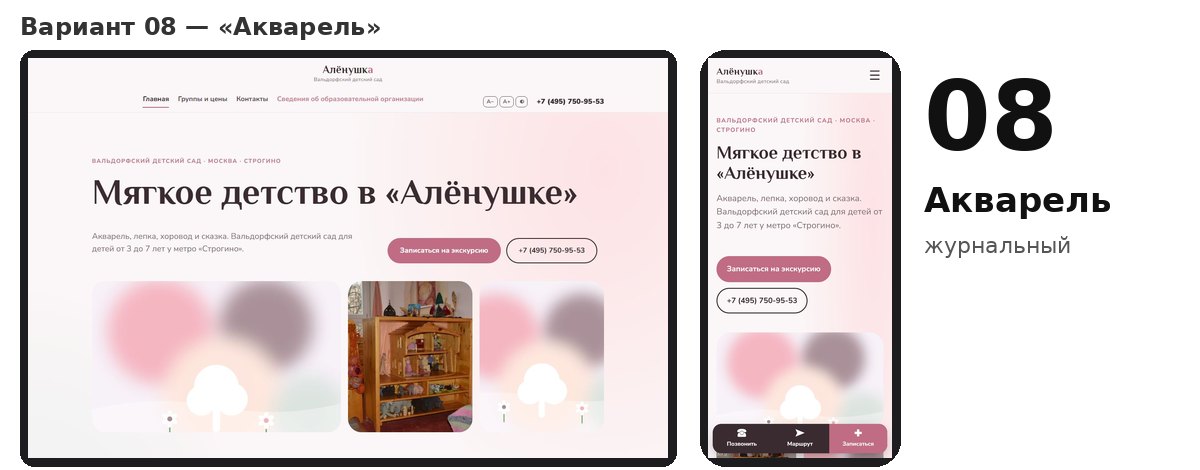 Вариант 08 — «Акварель»
Алёнушка
Вальдорфский детский сад
Главная Группы и цены Контакты Сведения об образовательной организации
A− A+ ◐ +7 (495) 750-95-53
ВАЛЬДОРФСКИЙ ДЕТСКИЙ САД · МОСКВА · СТРОГИНО
Мягкое детство в «Алёнушке»
Акварель, лепка, хоровод и сказка. Вальдорфский детский сад для
детей от 3 до 7 лет у метро «Строгино».
Записаться на экскурсию
+7 (495) 750-95-53
Алёнушка
Вальдорфский детский сад
☰
ВАЛЬДОРФСКИЙ ДЕТСКИЙ САД · МОСКВА ·
СТРОГИНО
Мягкое детство в
«Алёнушке»
Акварель, лепка, хоровод и сказка.
Вальдорфский детский сад для детей от
3 до 7 лет у метро «Строгино».
Записаться на экскурсию
+7 (495) 750-95-53
Позвонить Маршрут Записаться
08
Акварель
журнальный